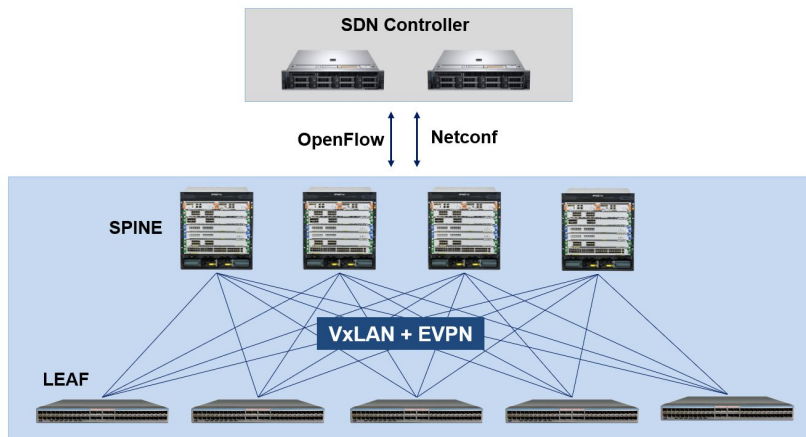 SDN Controller
OpenFlow
Netconf
SPINE
VxLAN + EVPN
LEAF